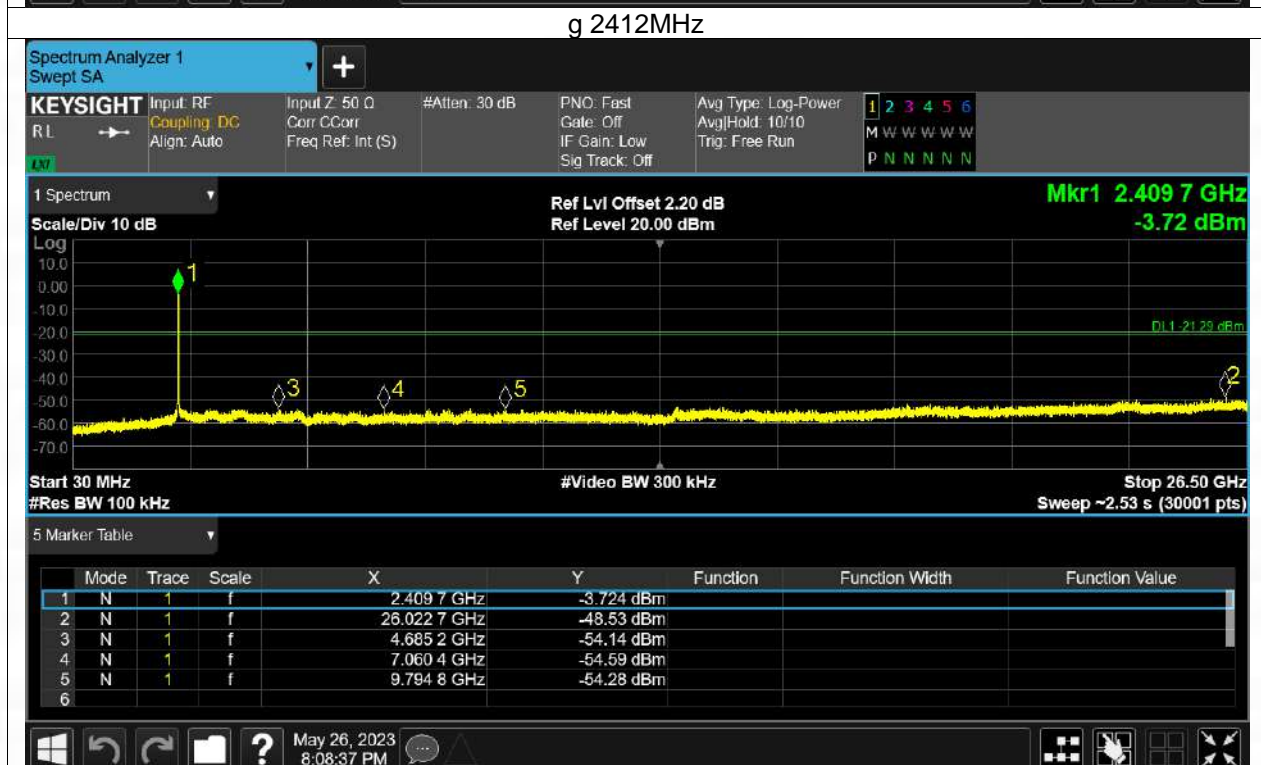 g 2412MHz
Spectrum Analyzer 1
Swept SA
+
KEYSIGHT Input: RF Input Z: 50 Ω #Atten: 30 dB PNO: Fast Avg Type: Log-Power 1 2 3 4 5 6
RL Coupling: DC Corr CCorr Gate: Off Avg|Hold: 10/10 M W W W W W
Align: Auto Freq Ref: Int (S) IF Gain: Low Trig: Free Run
LXI Sig Track: Off P N N N N N
1 Spectrum Ref Lvl Offset 2.20 dB Mkr1 2.409 7 GHz
Scale/Div 10 dB Ref Level 20.00 dBm -3.72 dBm
Log
10.0 1
0.00
-10.0
-20.0 DL1 -21.29 dBm
-30.0
-40.0 3 4 5 2
-50.0
-60.0
-70.0
Start 30 MHz #Video BW 300 kHz Stop 26.50 GHz
#Res BW 100 kHz Sweep ~2.53 s (30001 pts)
5 Marker Table
Mode Trace Scale X Y Function Function Width Function Value
1 N 1 f 2.409 7 GHz -3.724 dBm
2 N 1 f 26.022 7 GHz -48.53 dBm
3 N 1 f 4.685 2 GHz -54.14 dBm
4 N 1 f 7.060 4 GHz -54.59 dBm
5 N 1 f 9.794 8 GHz -54.28 dBm
6
? May 26, 2023
8:08:37 PM